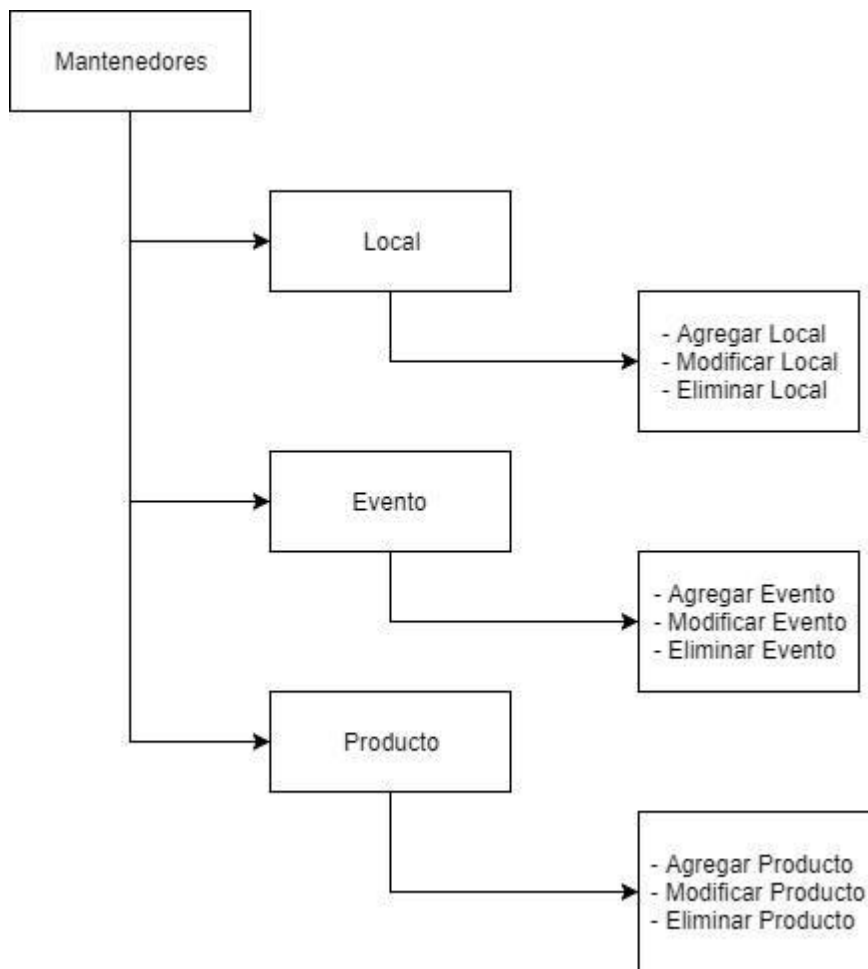 Mantenedores
Local
- Agregar Local
- Modificar Local
- Eliminar Local
Evento
- Agregar Evento
- Modificar Evento
- Eliminar Evento
Producto
- Agregar Producto
- Modificar Producto
- Eliminar Producto